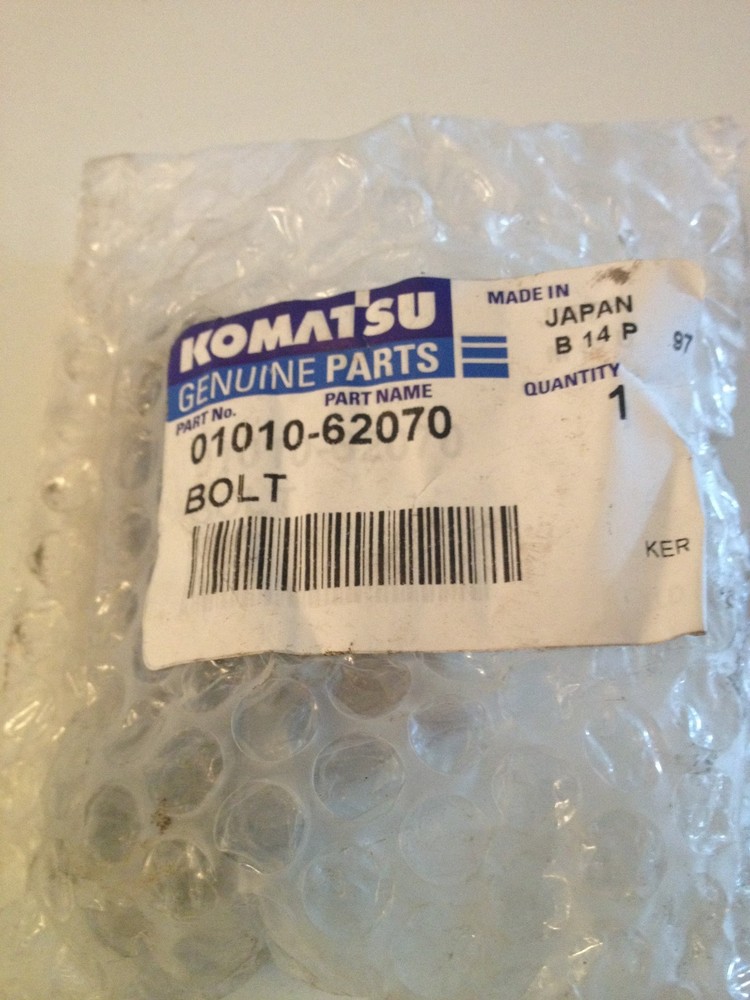 KOMATSU
GENUINE PARTS
MADE IN
JAPAN
B 14 P 97
PART No. PART NAME
QUANTITY
01010-62070
1
BOLT
KER